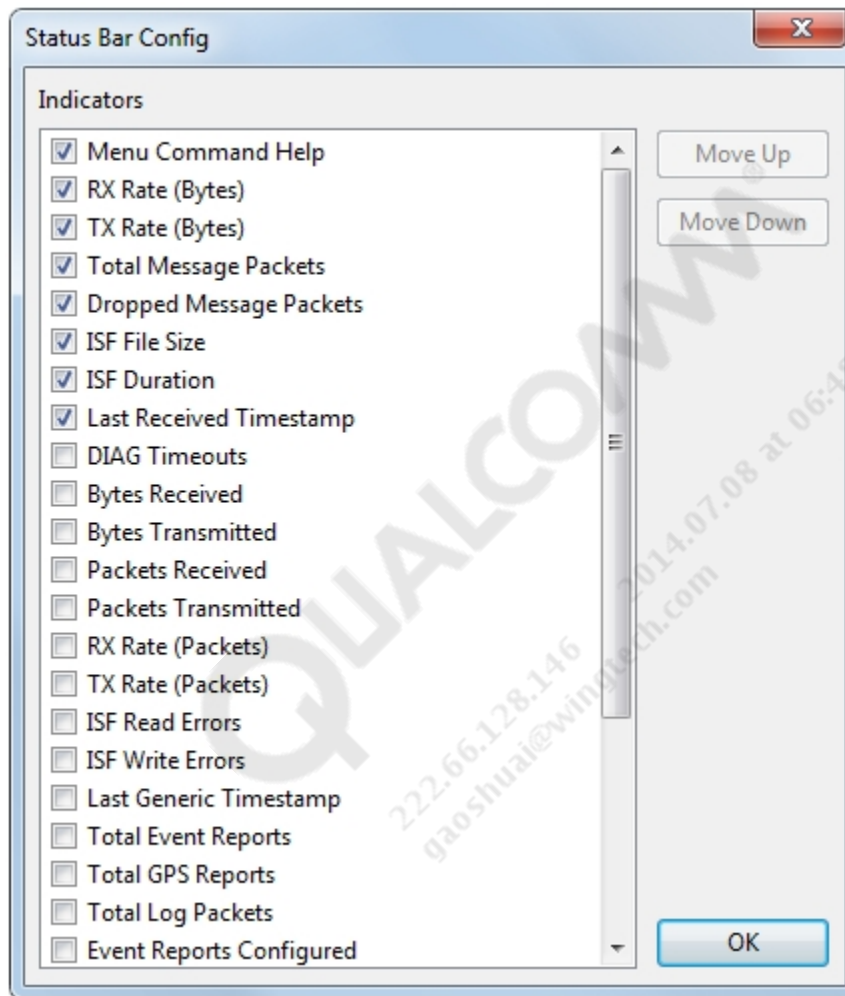 Status Bar Config
Indicators
Menu Command Help
RX Rate (Bytes)
TX Rate (Bytes)
Total Message Packets
Dropped Message Packets
ISF File Size
ISF Duration
Last Received Timestamp
DIAG Timeouts
Bytes Received
Bytes Transmitted
Packets Received
Packets Transmitted
RX Rate (Packets)
TX Rate (Packets)
ISF Read Errors
ISF Write Errors
Last Generic Timestamp
Total Event Reports
Total GPS Reports
Total Log Packets
Event Reports Configured
Move Up
Move Down
OK
QUALCOMM®
222.66.128.146 2014.07.08 at 06:48
gaoshuai@wingtech.com